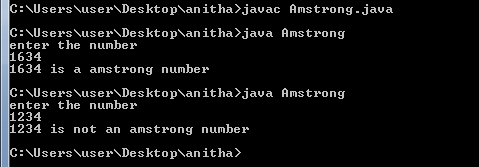 C:\Users\user\Desktop\anitha>javac Amstrong.java
C:\Users\user\Desktop\anitha>java Amstrong
enter the number
1634
1634 is a amstrong number
C:\Users\user\Desktop\anitha>java Amstrong
enter the number
1234
1234 is not an amstrong number
C:\Users\user\Desktop\anitha>